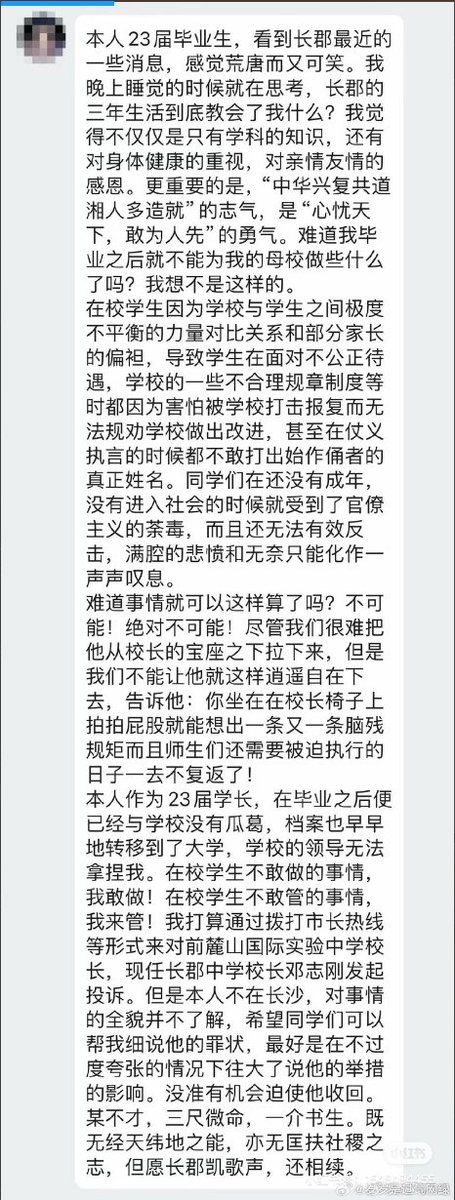 本人23届毕业生，看到长郡最近的
一些消息，感觉荒唐而又可笑。我
晚上睡觉的时候就在思考，长郡的
三年生活到底教会了我什么？我觉
得不仅仅是只有学科的知识，还有
对身体健康的重视，对亲情友情的
感恩。更重要的是，“中华兴复共道
湘人多造就”的志气，是“心忧天
下，敢为人先”的勇气。难道我毕
业之后就不能为我的母校做些什么
了吗？我想不是这样的。
在校学生因为学校与学生之间极度
不平衡的力量对比关系和部分家长
的偏袒，导致学生在面对不公正待
遇，学校的一些不合理规章制度等
时都因为害怕被学校打击报复而无
法规劝学校做出改进，甚至在仗义
执言的时候都不敢打出始作俑者的
真正姓名。同学们在还没有成年，
没有进入社会的时候就受到了官僚
主义的荼毒，而且还无法有效反
击，满腔的悲愤和无奈只能化作一
声声叹息。
难道事情就可以这样算了吗？不可
能！绝对不可能！尽管我们很难把
他从校长的宝座之下拉下来，但是
我们不能让他就这样逍遥自在下
去，告诉他：你坐在在校长椅子上
拍拍屁股就能想出一条又一条脑残
规矩而且师生们还需要被迫执行的
日子一去不复返了！
本人作为23届学长，在毕业之后便
已经与学校没有瓜葛，档案也早早
地转移到了大学，学校的领导无法
拿捏我。在校学生不敢做的事情，
我敢做！在校学生不敢管的事情，
我来管！我打算通过拨打市长热线
等形式来对前麓山国际实验中学校
长，现任长郡中学校长邓志刚发起
投诉。但是本人不在长沙，对事情
的全貌并不了解，希望同学们可以
帮我细说他的罪状，最好是在不过
度夸张的情况下往大了说他的举措
的影响。没准有机会迫使他收回。
某不才，三尺微命，一介书生。既
无经天纬地之能，亦无匡扶社稷之
志，但愿长郡凯歌声，还相续。
小红书